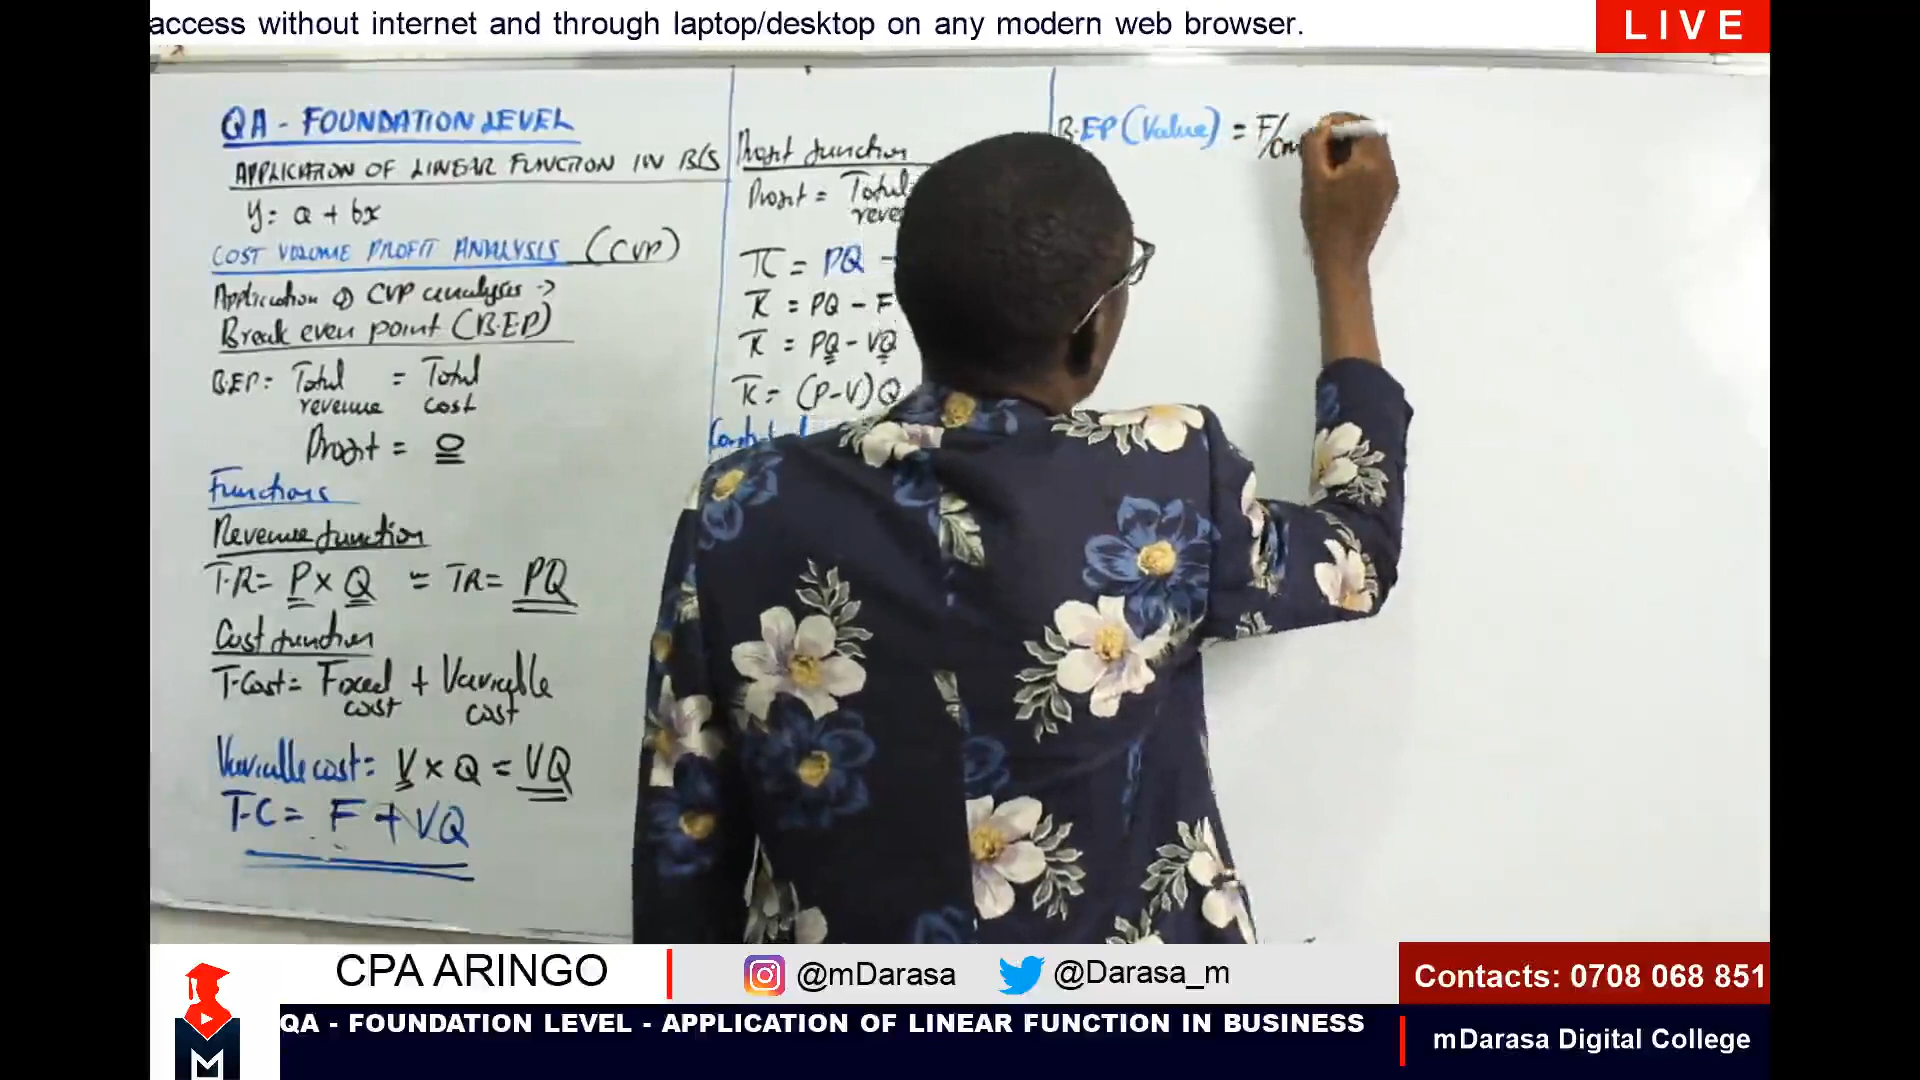 access without internet and through laptop/desktop on any modern web browser.
LIVE
QA - FOUNDATION LEVEL
APPLICATION OF LINEAR FUNCTION IN B/S
y = a + bx
COST VOLUME PROFIT ANALYSIS (CVP)
Application of CVP analyses →
Break even point (B.E.P)
B.E.P = Total revenue = Total cost
Profit = 0
Functions
Revenue function
T.R = P × Q = TR = PQ
Cost function
T.Cost = Fixed cost + Variable cost
Variable cost = V × Q = VQ
T.C = F + VQ
Profit function
Profit = Total
π = PQ -
π = PQ - F
π = PQ - VQ
π = (P-V)Q
B.EP (Value) = F/
CPA ARINGO
@mDarasa
@Darasa_m
Contacts: 0708 068 851
M
QA - FOUNDATION LEVEL - APPLICATION OF LINEAR FUNCTION IN BUSINESS
mDarasa Digital College